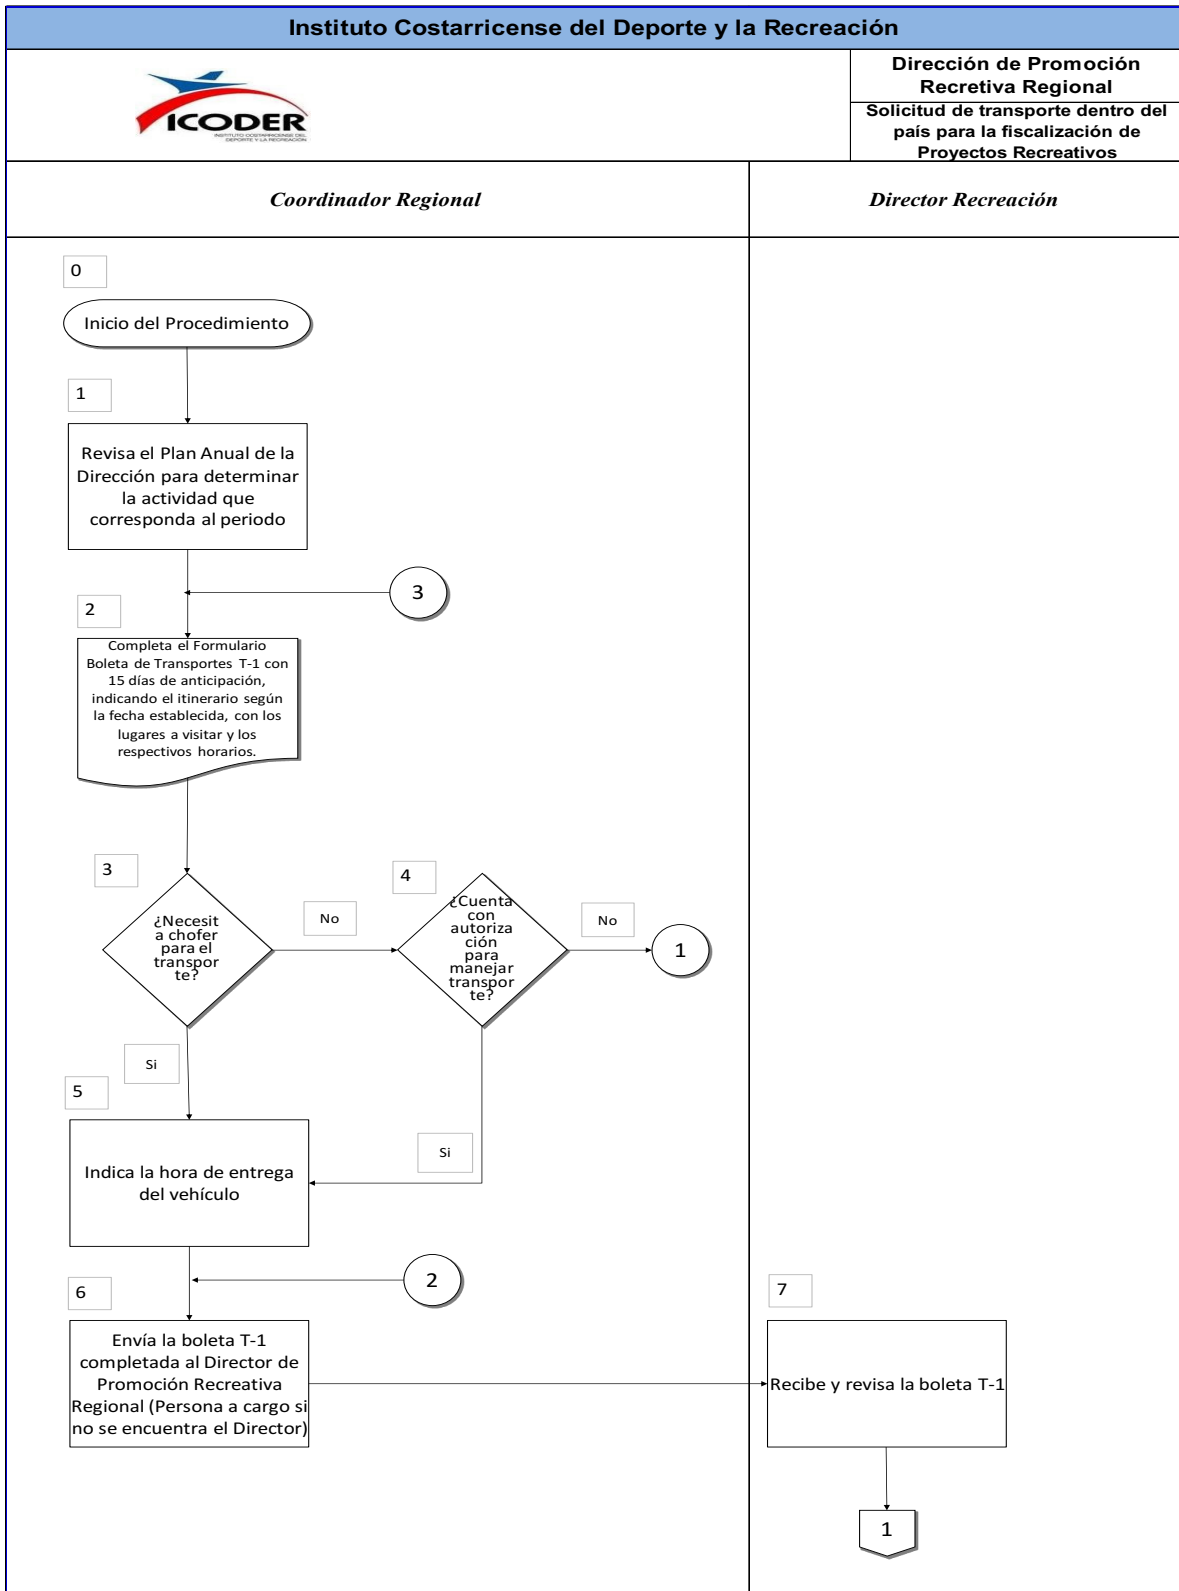 Instituto Costarricense del Deporte y la Recreación
ICODER
INSTITUTO COSTARRICENSE DEL
DEPORTE Y LA RECREACIÓN
Dirección de Promoción
Recretiva Regional
Solicitud de transporte dentro del
país para la fiscalización de
Proyectos Recreativos
Coordinador Regional
Director Recreación
0
Inicio del Procedimiento
1
Revisa el Plan Anual de la
Dirección para determinar
la actividad que
corresponda al periodo
3
2
Completa el Formulario
Boleta de Transportes T-1 con
15 días de anticipación,
indicando el itinerario según
la fecha establecida, con los
lugares a visitar y los
respectivos horarios.
3
¿Necesit
a chofer
para el
transpor
te?
No
4
¿Cuenta
con
autoriza
ción
para
manejar
transpor
te?
No
1
Si
5
Indica la hora de entrega
del vehículo
Si
2
6
Envía la boleta T-1
completada al Director de
Promoción Recreativa
Regional (Persona a cargo si
no se encuentra el Director)
7
Recibe y revisa la boleta T-1
1